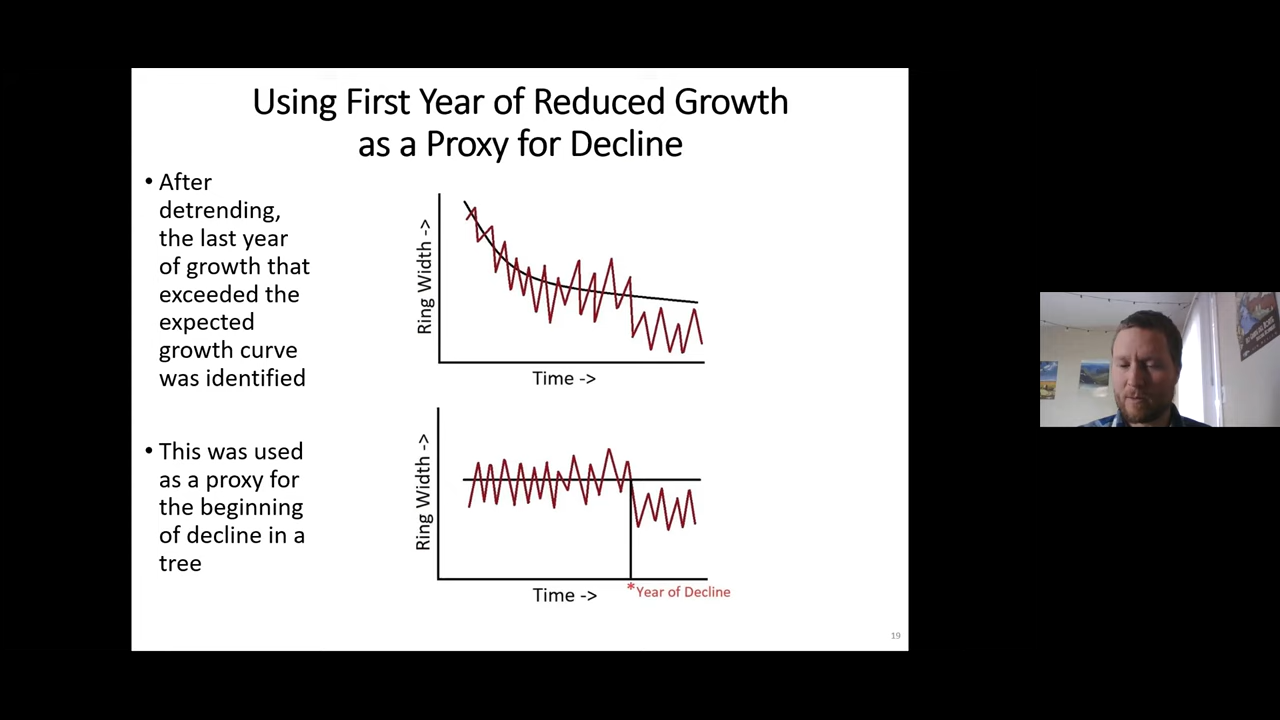 Using First Year of Reduced Growth
as a Proxy for Decline
• After
detrending,
the last year
of growth that
exceeded the
expected
growth curve
was identified
• This was used
as a proxy for
the beginning
of decline in a
tree
Ring Width ->
Time ->
Ring Width ->
Time ->
*Year of Decline
19